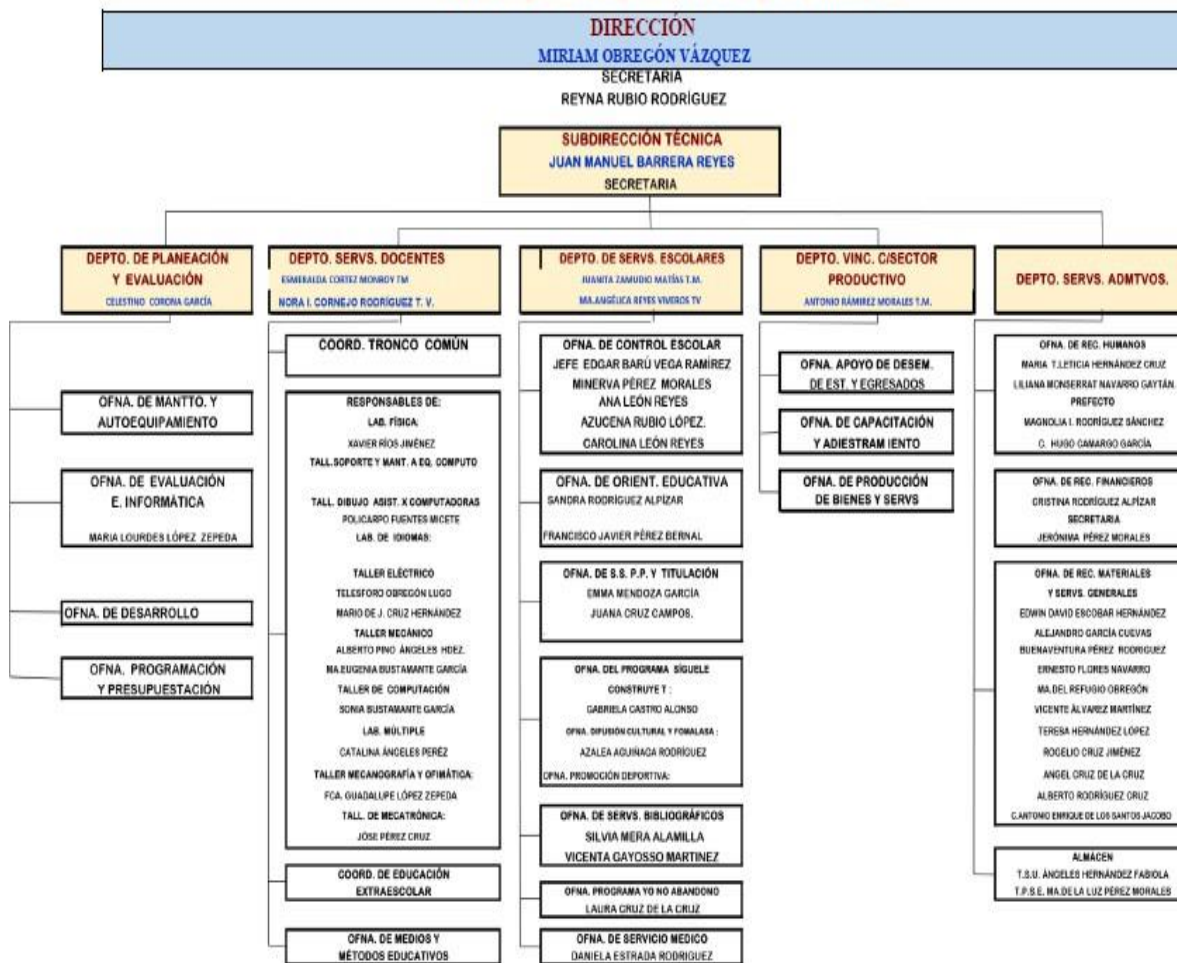 DIRECCIÓN
MIRIAM OBREGÓN VÁZQUEZ
SECRETARIA
REYNA RUBIO RODRÍGUEZ
SUBDIRECCIÓN TÉCNICA
JUAN MANUEL BARRERA REYES
SECRETARIA
DEPTO. DE PLANEACIÓN
Y EVALUACIÓN
CELESTINO CORONA GARCÍA
OFNA. DE MANTTO. Y
AUTOEQUIPAMIENTO
OFNA. DE EVALUACIÓN
E. INFORMÁTICA
MARIA LOURDES LÓPEZ ZEPEDA
OFNA. DE DESARROLLO
OFNA. PROGRAMACIÓN
Y PRESUPUESTACIÓN
DEPTO. SERVS. DOCENTES
ESMERALDA CORTEZ MONROY TM
NORA I. CORNEJO RODRÍGUEZ T. V.
COORD. TRONCO COMÚN
RESPONSABLES DE:
LAB. FÍSICA:
XAVIER RÍOS JIMÉNEZ
TALL.SOPORTE Y MANT. A EQ. COMPUTO
TALL. DIBUJO ASIST. X COMPUTADORAS
POLICARPO FUENTES MICETE
LAB. DE IDIOMAS:
TALLER ELÉCTRICO
TELESFORO OBREGÓN LUGO
MARIO DE J. CRUZ HERNÁNDEZ
TALLER MECÁNICO
ALBERTO PINO ÁNGELES HDEZ.
MA.EUGENIA BUSTAMANTE GARCÍA
TALLER DE COMPUTACIÓN
SONIA BUSTAMANTE GARCÍA
LAB. MÚLTIPLE
CATALINA ÁNGELES PERÉZ
TALLER MECANOGRAFÍA Y OFIMÁTICA:
FCA. GUADALUPE LÓPEZ ZEPEDA
TALL. DE MECATRÓNICA:
JOSE PÉREZ CRUZ
COORD. DE EDUCACIÓN
EXTRAESCOLAR
OFNA. DE MEDIOS Y
MÉTODOS EDUCATIVOS
DEPTO. DE SERVS. ESCOLARES
JUANITA ZAMUDIO MATÍAS T.M.
MA.ANGÉLICA REYES VIVEROS TV
OFNA. DE CONTROL ESCOLAR
JEFE EDGAR BARÚ VEGA RAMÍREZ
MINERVA PÉREZ MORALES
ANA LEÓN REYES
AZUCENA RUBIO LÓPEZ.
CAROLINA LEÓN REYES
OFNA. DE ORIENT. EDUCATIVA
SANDRA RODRÍGUEZ ALPÍZAR
FRANCISCO JAVIER PÉREZ BERNAL
OFNA. DE S.S. P.P. Y TITULACIÓN
EMMA MENDOZA GARCÍA
JUANA CRUZ CAMPOS.
OFNA. DEL PROGRAMA SÍGUELE
CONSTRUYE T :
GABRIELA CASTRO ALONSO
OFNA. DIFUSIÓN CULTURAL Y FOMALASA :
AZALEA AGUIÑAGA RODRÍGUEZ
OFNA. PROMOCIÓN DEPORTIVA:
OFNA. DE SERVS. BIBLIOGRÁFICOS
SILVIA MERA ALAMILLA
VICENTA GAYOSSO MARTINEZ
OFNA. PROGRAMA YO NO ABANDONO
LAURA CRUZ DE LA CRUZ
OFNA. DE SERVICIO MEDICO
DANIELA ESTRADA RODRIGUEZ
DEPTO. VINC. C/SECTOR
PRODUCTIVO
ANTONIO RÁMIREZ MORALES T.M.
OFNA. APOYO DE DESEM.
DE EST. Y EGRESADOS
OFNA. DE CAPACITACIÓN
Y ADIESTRAM IENTO
OFNA. DE PRODUCCIÓN
DE BIENES Y SERVS
DEPTO. SERVS. ADMTVOS.
OFNA. DE REC. HUMANOS
MARIA T.LETICIA HERNÁNDEZ CRUZ
LILIANA MONSERRAT NAVARRO GAYTÁN.
PREFECTO
MAGNOLIA I. RODRÍGUEZ SÁNCHEZ
C. HUGO CAMARGO GARCÍA
OFNA. DE REC. FINANCIEROS
CRISTINA RODRÍGUEZ ALPÍZAR
SECRETARIA
JERÓNIMA PÉREZ MORALES
OFNA. DE REC. MATERIALES
Y SERVS. GENERALES
EDWIN DAVID ESCOBAR HERNÁNDEZ
ALEJANDRO GARCÍA CUEVAS
BUENAVENTURA PÉREZ RODRIGUEZ
ERNESTO FLORES NAVARRO
MA.DEL REFUGIO OBREGÓN
VICENTE ÁLVAREZ MARTÍNEZ
TERESA HERNÁNDEZ LÓPEZ
ROGELIO CRUZ JIMÉNEZ
ANGEL CRUZ DE LA CRUZ
ALBERTO RODRÍGUEZ CRUZ
C.ANTONIO ENRIQUE DE LOS SANTOS JACOBO
ALMACEN
T.S.U. ÁNGELES HERNÁNDEZ FABIOLA
T.P.S.E. MA.DE LA LUZ PÉREZ MORALES